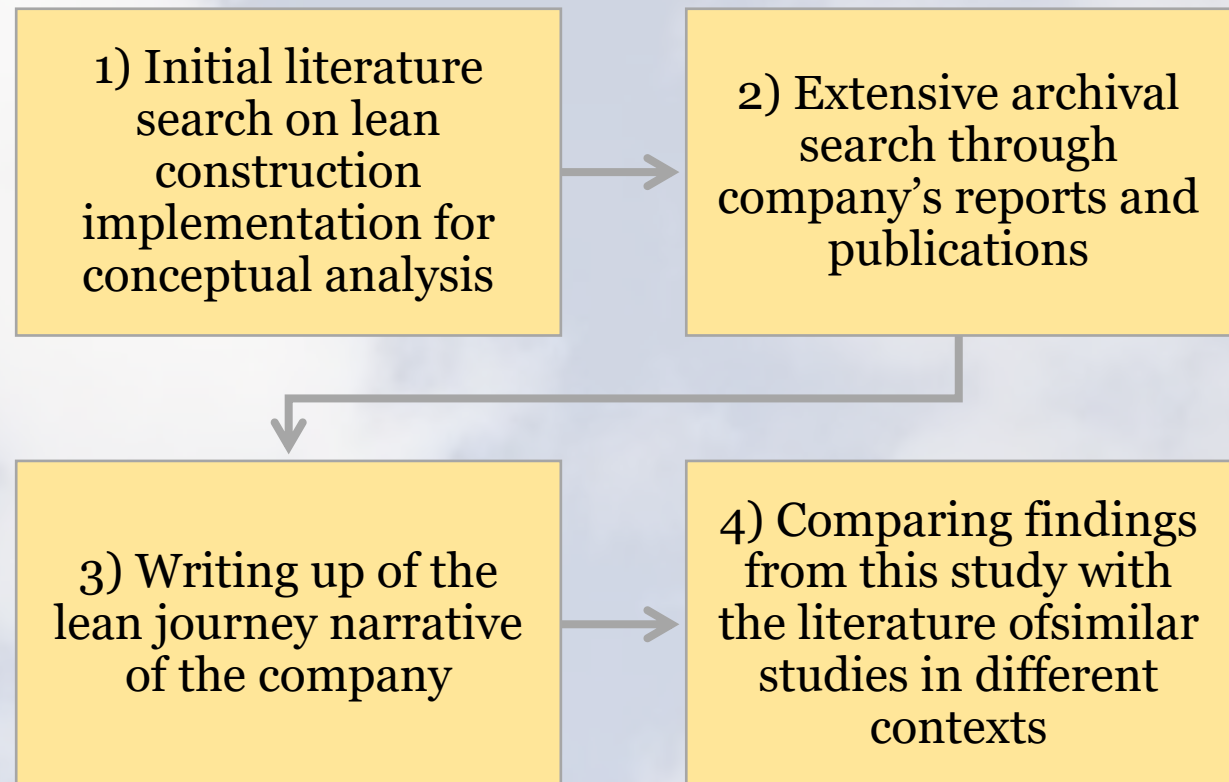 1) Initial literature
search on lean
construction
implementation for
conceptual analysis
2) Extensive archival
search through
company’s reports and
publications
3) Writing up of the
lean journey narrative
of the company
4) Comparing findings
from this study with
the literature ofsimilar
studies in different
contexts